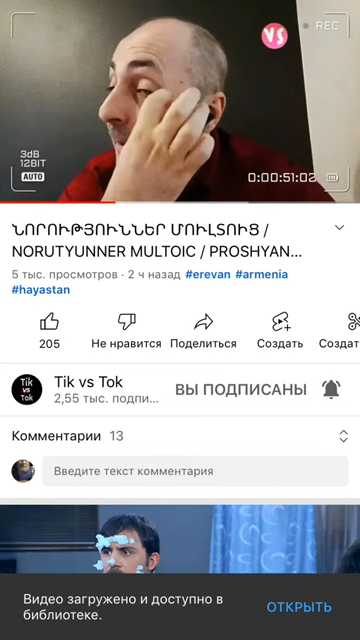 VS
REC
3dB
12BIT
AUTO
0:00:51:02
ՆՈՐՈՒԹՅՈՒՆՆԵՐ ՄՈՒԼՏՈՒՑ /
NORUTYUNNER MULTOIC / PROSHYAN...
5 тыс. просмотров · 2 ч назад #erevan #armenia
#hayastan
205 Не нравится Поделиться Создать Создат
Tik vs Tok
Tik vs Tok ВЫ ПОДПИСАНЫ
2,55 тыс. подпи...
Комментарии 13
Введите текст комментария
Видео загружено и доступно в
библиотеке.
ОТКРЫТЬ